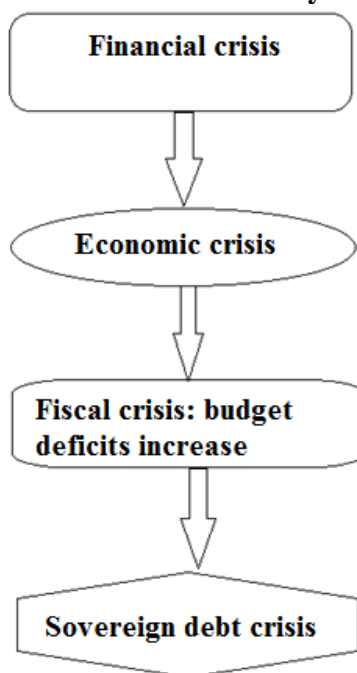 Financial crisis
Economic crisis
Fiscal crisis: budget
deficits increase
Sovereign debt crisis